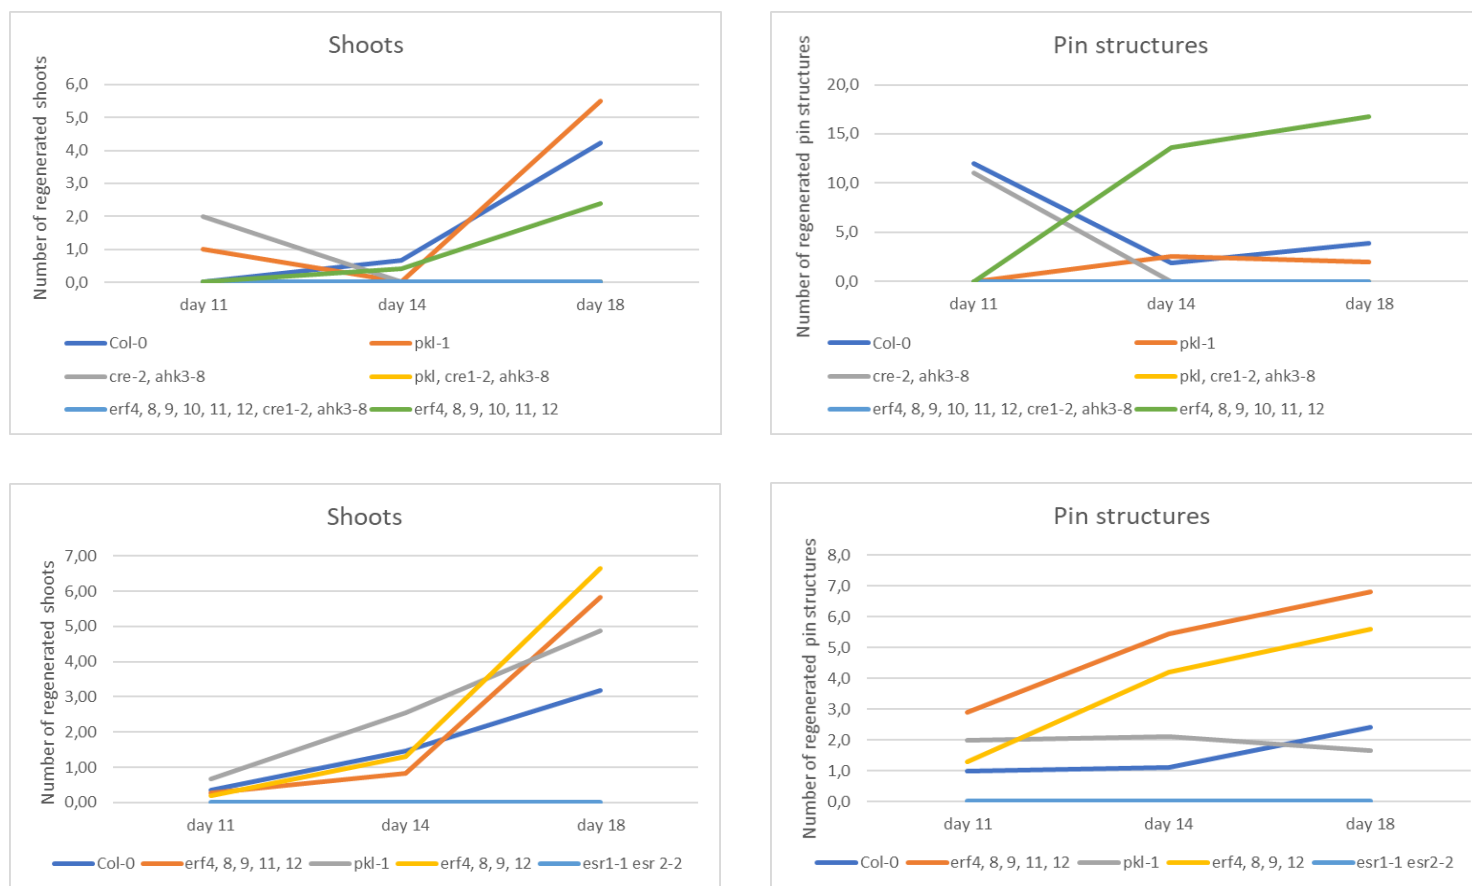 Shoots
Number of regenerated shoots
6,0
5,0
4,0
3,0
2,0
1,0
0,0
day 11 day 14 day 18
Col-0 pkl-1
cre-2, ahk3-8 pkl, cre1-2, ahk3-8
erf4, 8, 9, 10, 11, 12, cre1-2, ahk3-8 erf4, 8, 9, 10, 11, 12
Pin structures
Number of regenerated pin structures
20,0
15,0
10,0
5,0
0,0
day 11 day 14 day 18
Col-0 pkl-1
cre-2, ahk3-8 pkl, cre1-2, ahk3-8
erf4, 8, 9, 10, 11, 12, cre1-2, ahk3-8 erf4, 8, 9, 10, 11, 12
Shoots
Number of regenerated shoots
7,00
6,00
5,00
4,00
3,00
2,00
1,00
0,00
day 11 day 14 day 18
Col-0 erf4, 8, 9, 11, 12 pkl-1 erf4, 8, 9, 12 esr1-1 esr 2-2
Pin structures
Number of regenerated pin structures
8,0
7,0
6,0
5,0
4,0
3,0
2,0
1,0
0,0
day 11 day 14 day 18
Col-0 erf4, 8, 9, 11, 12 pkl-1 erf4, 8, 9, 12 esr1-1 esr2-2